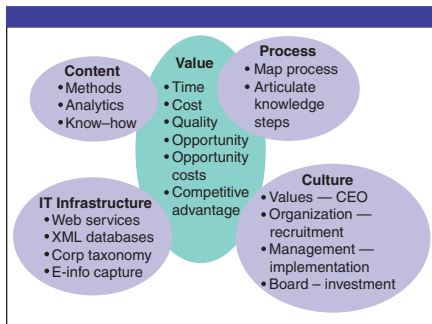 Content
• Methods
• Analytics
• Know–how
Value
• Time
• Cost
• Quality
• Opportunity
• Opportunity
costs
• Competitive
advantage
Process
• Map process
• Articulate
knowledge
steps
IT Infrastructure
• Web services
• XML databases
• Corp taxonomy
• E-info capture
Culture
• Values — CEO
• Organization —
recruitment
• Management —
implementation
• Board – investment